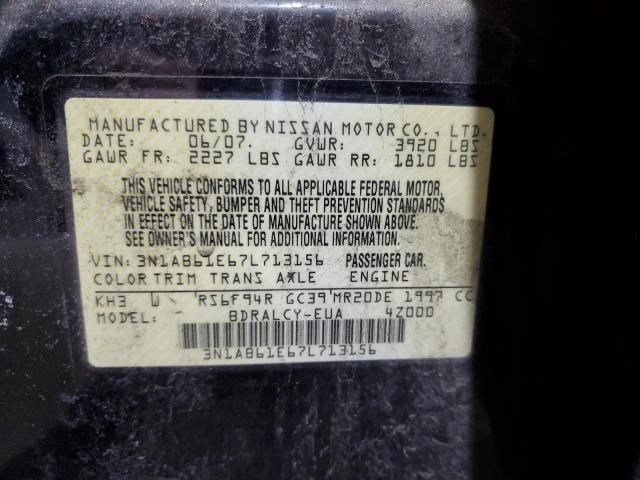 MANUFACTURED BY NISSAN MOTOR CO., LTD.
DATE: 06/07. GVWR: 3920 LBS
GAWR FR: 2227 LBS GAWR RR: 1810 LBS
THIS VEHICLE CONFORMS TO ALL APPLICABLE FEDERAL MOTOR,
VEHICLE SAFETY, BUMPER AND THEFT PREVENTION STANDARDS
IN EFFECT ON THE DATE OF MANUFACTURE SHOWN ABOVE.
SEE OWNER'S MANUAL FOR ADDITIONAL INFORMATION.
VIN: 3N1AB61E67L713156 PASSENGER CAR.
COLOR TRIM TRANS AXLE ENGINE
KH3 W 'RS6F94R GC39'MR20DE 1997 CC
MODEL: BDRALCY-EUA 4Z000
3N1AB61E67L713156